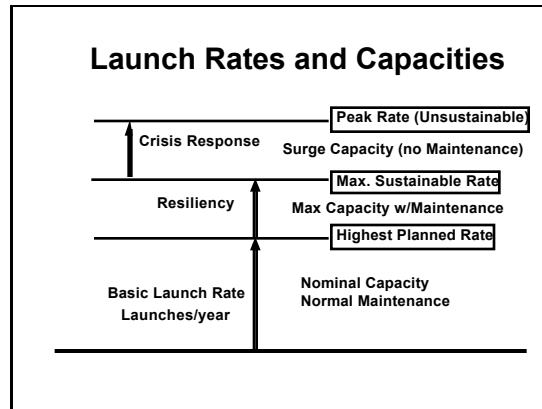 Launch Rates and Capacities
Peak Rate (Unsustainable)
Crisis Response
Surge Capacity (no Maintenance)
Max. Sustainable Rate
Resiliency
Max Capacity w/Maintenance
Highest Planned Rate
Nominal Capacity
Normal Maintenance
Basic Launch Rate
Launches/year